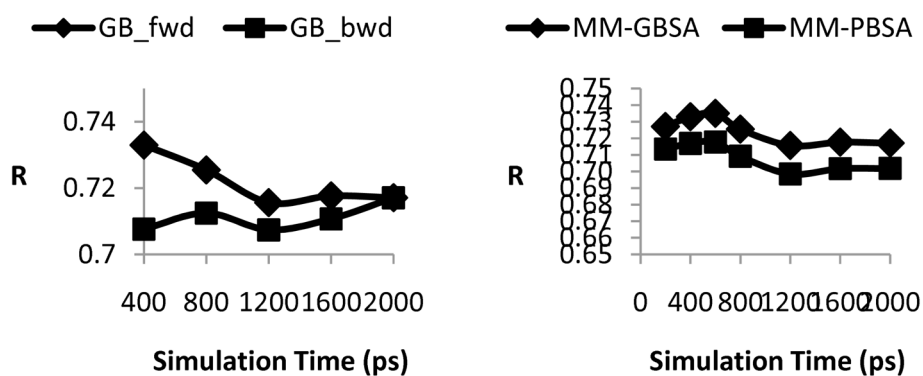 GB_fwd GB_bwd
0.74
0.72
0.7
R
400 800 1200 1600 2000
Simulation Time (ps)
MM-GBSA MM-PBSA
0.75
0.74
0.73
0.72
0.71
0.70
0.69
0.68
0.67
0.66
0.65
R
0 400 800 1200 1600 2000
Simulation Time (ps)